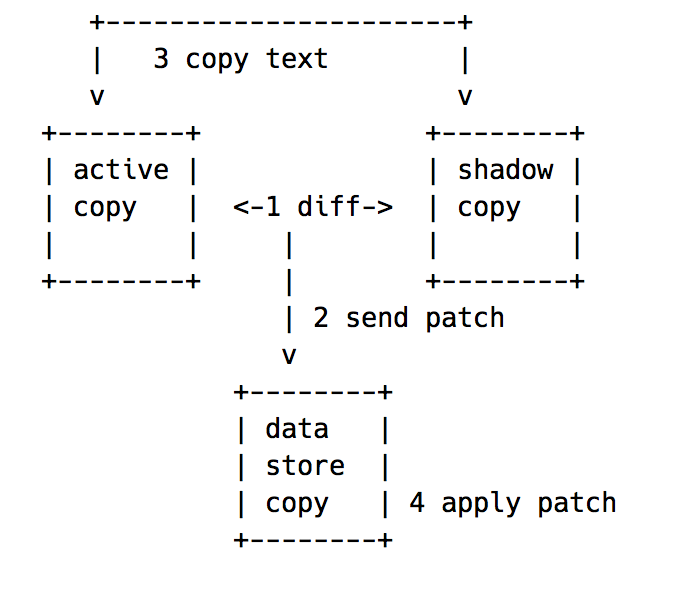 +-----------------------+
|   3 copy text         |
v                       v
+--------+              +--------+
| active |              | shadow |
| copy   |  <-1 diff->  | copy   |
|        |     |        |        |
+--------+     |        +--------+
| 2 send patch
v
+--------+
| data   |
| store  |
| copy   | 4 apply patch
+--------+